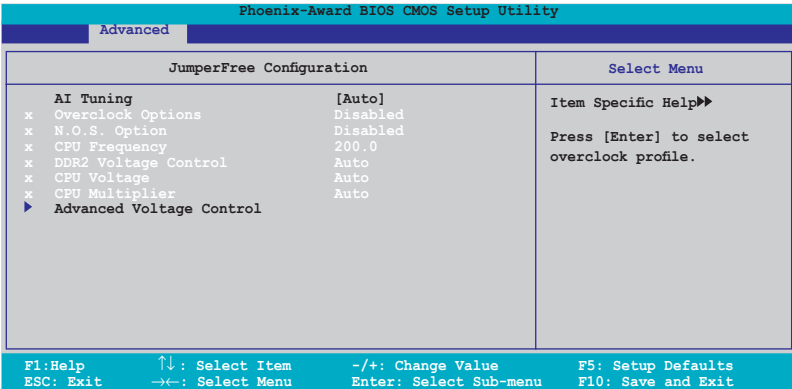 Phoenix-Award BIOS CMOS Setup Utility
Advanced
JumperFree Configuration
Select Menu
AI Tuning [Auto]
x Overclock Options Disabled
x N.O.S. Option Disabled
x CPU Frequency 200.0
x DDR2 Voltage Control Auto
x CPU Voltage Auto
x CPU Multiplier Auto
Advanced Voltage Control
Item Specific Help
Press [Enter] to select
overclock profile.
F1:Help ↑↓: Select Item -/+: Change Value F5: Setup Defaults
ESC: Exit →←: Select Menu Enter: Select Sub-menu F10: Save and Exit